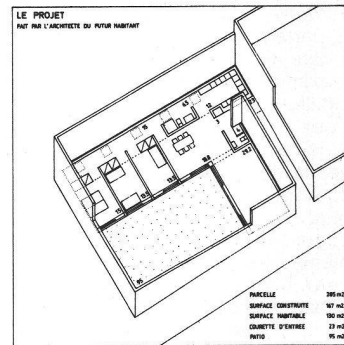 LE PROJET
FAIT PAR L'ARCHITECTE DU FUTUR HABITANT
PARCELLE 285 m2
SURFACE CONSTRUITE 167 m2
SURFACE HABITABLE 130 m2
COURETTE D'ENTREE 23 m2
PATIO 95 m2